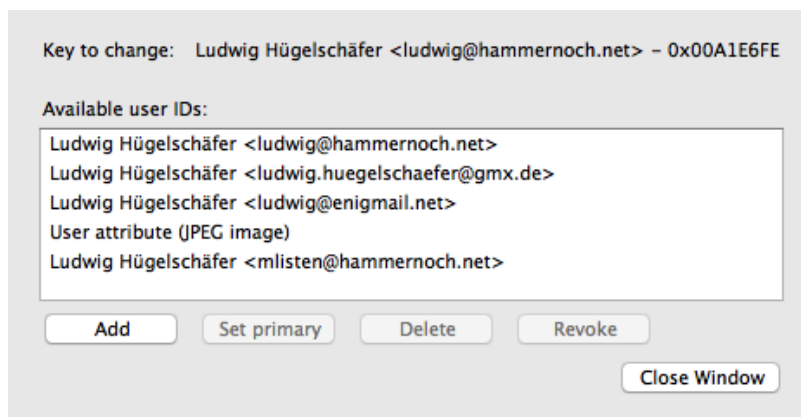 Key to change: Ludwig Hügelschäfer <ludwig@hammernoch.net> – 0x00A1E6FE
Available user IDs:
Ludwig Hügelschäfer <ludwig@hammernoch.net>
Ludwig Hügelschäfer <ludwig.huegelschaefer@gmx.de>
Ludwig Hügelschäfer <ludwig@enigmail.net>
User attribute (JPEG image)
Ludwig Hügelschäfer <mlisten@hammernoch.net>
Add Set primary Delete Revoke
Close Window